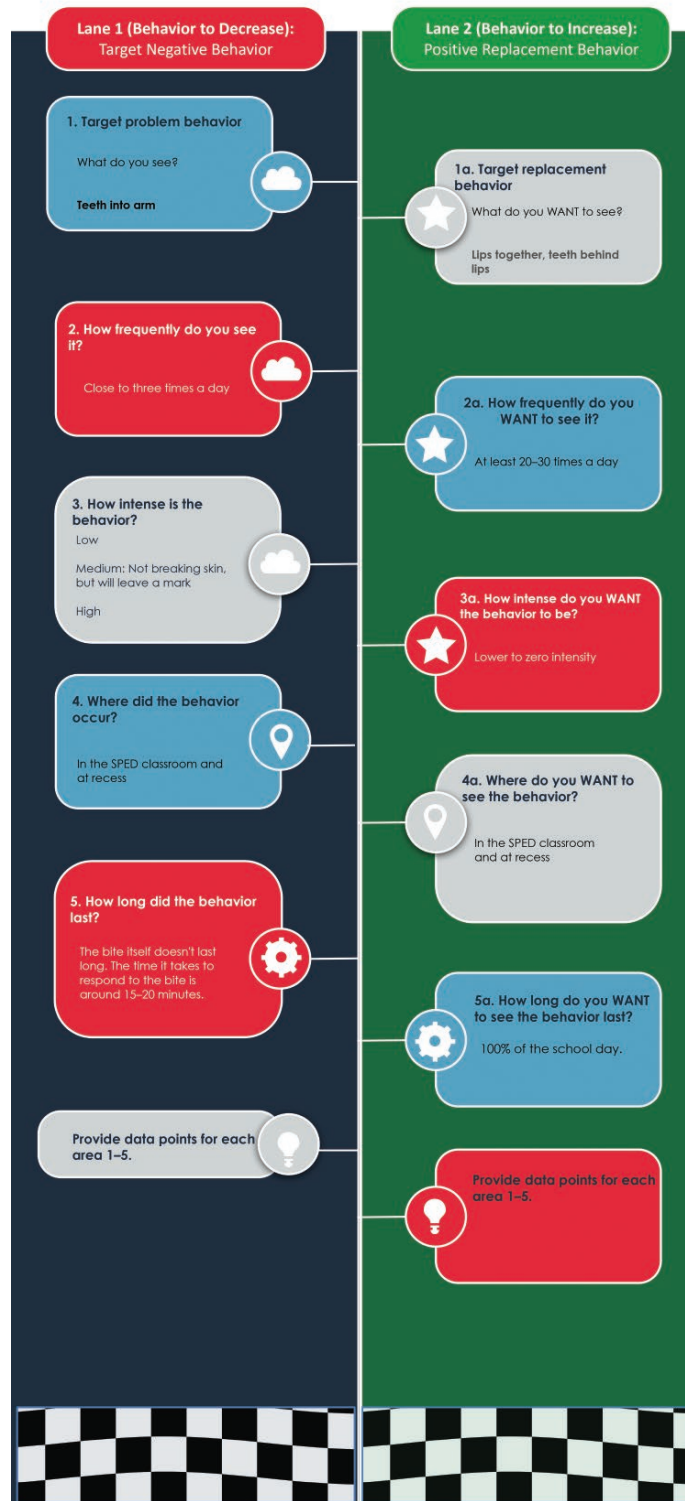 Lane 1 (Behavior to Decrease):
Target Negative Behavior
1. Target problem behavior
What do you see?
Teeth into arm
2. How frequently do you see
it?
Close to three times a day
3. How intense is the
behavior?
Low
Medium: Not breaking skin,
but will leave a mark
High
4. Where did the behavior
occur?
In the SPED classroom and
at recess
5. How long did the behavior
last?
The bite itself doesn't last
long. The time it takes to
respond to the bite is
around 15–20 minutes.
Provide data points for each
area 1–5.
Lane 2 (Behavior to Increase):
Positive Replacement Behavior
1a. Target replacement
behavior
What do you WANT to see?
Lips together, teeth behind
lips
2a. How frequently do you
WANT to see it?
At least 20–30 times a day
3a. How intense do you WANT
the behavior to be?
Lower to zero intensity
4a. Where do you WANT to
see the behavior?
In the SPED classroom
and at recess
5a. How long do you WANT
to see the behavior last?
100% of the school day.
Provide data points for each
area 1–5.